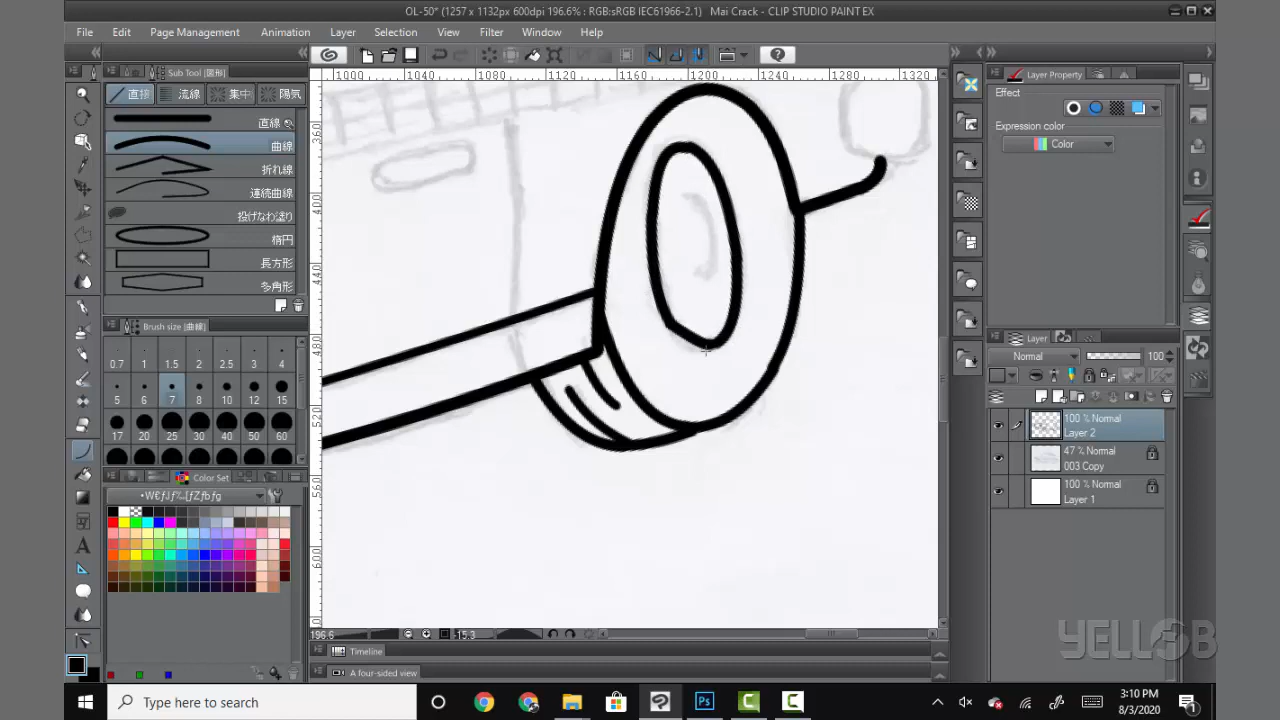 OL-50* (1257 x 1132px 600dpi 196.6% : RGB:sRGB IEC61966-2.1) Mai Crack - CLIP STUDIO PAINT EX
File Edit Page Management Animation Layer Selection View Filter Window Help
Sub Tool [図形]
直接 流線 集中 陽気
直線
曲線
折れ線
連続曲線
投げなわ塗り
楕円
長方形
多角形
Brush size [曲線]
0.7 1 1.5 2 2.5 3 4
5 6 7 8 10 12 15
17 20 25 30 40 50 60
Color Set
1000 1040 1080 1120 1160 1200 1240 1280 1320
360
400
440
480
520
560
600
196.6 -15.3
Timeline
A four-sided view
Layer Property
Effect
Expression color
Color
Layer
Normal 100
100 % Normal
Layer 2
47 % Normal
003 Copy
100 % Normal
Layer 1
YELLOB
Type here to search
Ps
3:10 PM
8/3/2020
1